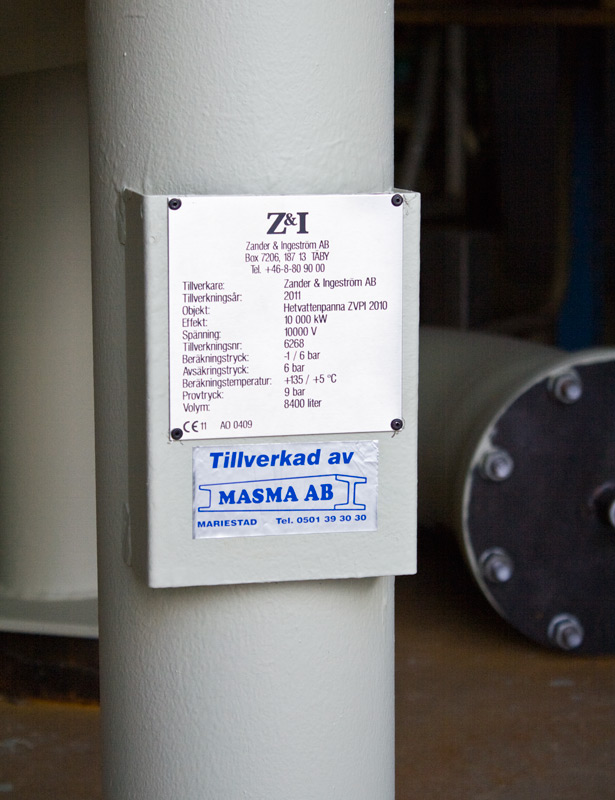 Z&I
Zander & Ingeström AB
Box 7206, 187 13 TÄBY
Tel. +46-8-80 90 00
Tillverkare: Zander & Ingeström AB
Tillverkningsår: 2011
Objekt: Hetvattenpanna ZVPI 2010
Effekt: 10 000 kW
Spänning: 10000 V
Tillverkningsnr: 6268
Beräkningstryck: -1 / 6 bar
Avsäkringstryck: 6 bar
Beräkningstemperatur: +135 / +5 °C
Provtryck: 9 bar
Volym: 8400 liter
CE 11 AO 0409
Tillverkad av
MASMA AB
MARIESTAD Tel. 0501 39 30 30